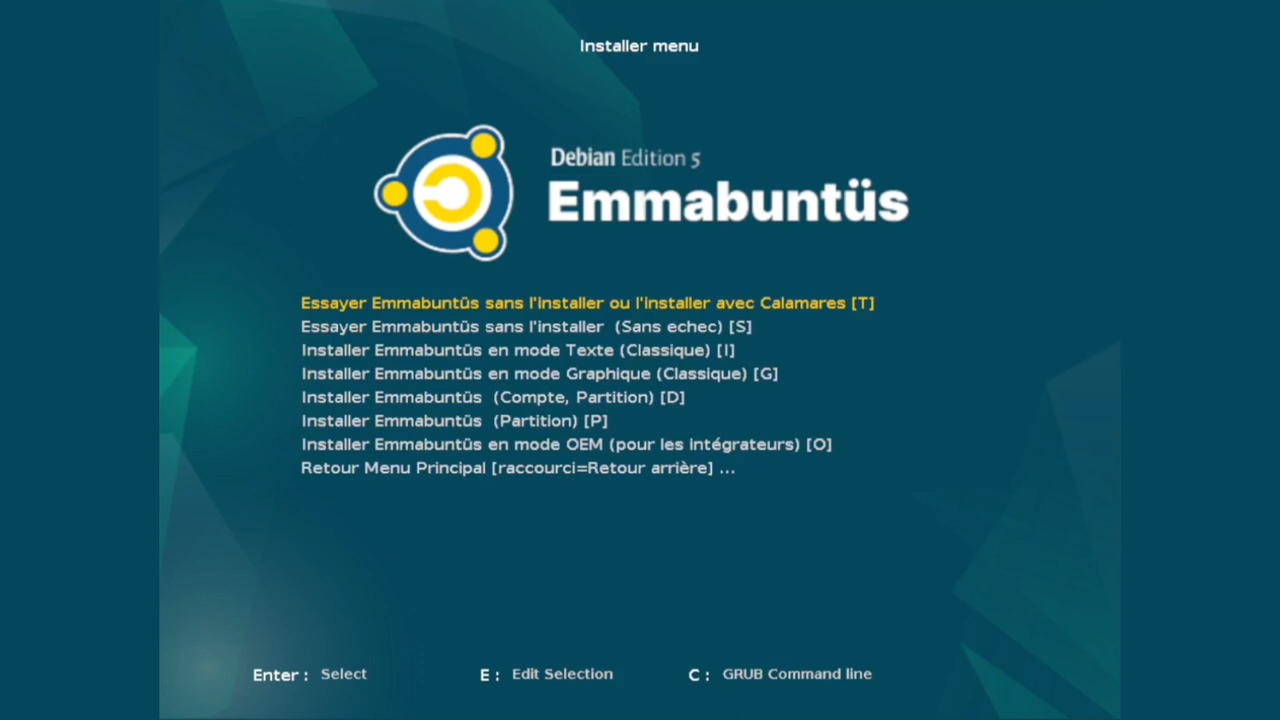 Installer menu
Debian Edition 5
Emmabuntüs
Essayer Emmabuntüs sans l'installer ou l'installer avec Calamares [T]
Essayer Emmabuntüs sans l'installer  (Sans echec) [S]
Installer Emmabuntüs en mode Texte (Classique) [I]
Installer Emmabuntüs en mode Graphique (Classique) [G]
Installer Emmabuntüs  (Compte, Partition) [D]
Installer Emmabuntüs  (Partition) [P]
Installer Emmabuntüs en mode OEM (pour les intégrateurs) [O]
Retour Menu Principal [raccourci=Retour arrière] ...
Enter : Select E : Edit Selection C : GRUB Command line